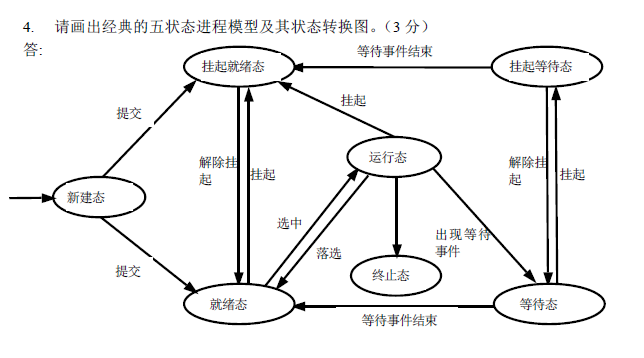 4. 请画出经典的五状态进程模型及其状态转换图。（3 分）
答:
等待事件结束
挂起就绪态
挂起等待态
挂起
提交
运行态
解除挂
起
挂起
解除挂
起
挂起
新建态
选中
出现等待
事件
落选
提交
终止态
就绪态
等待态
等待事件结束